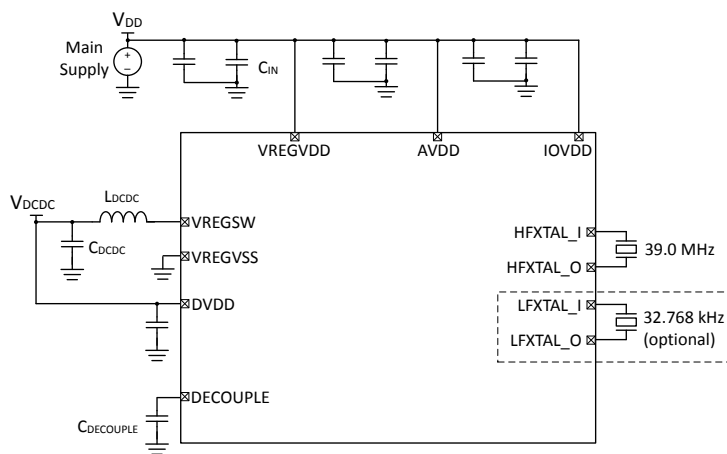 VDD
Main
Supply
+
−
CIN
VREGVDD
AVDD
IOVDD
VDCDC
LDCDC
VREGSW
CDCDC
VREGVSS
DVDD
HFXTAL_I
39.0 MHz
HFXTAL_O
LFXTAL_I
32.768 kHz
(optional)
LFXTAL_O
DECOUPLE
CDECOUPLE